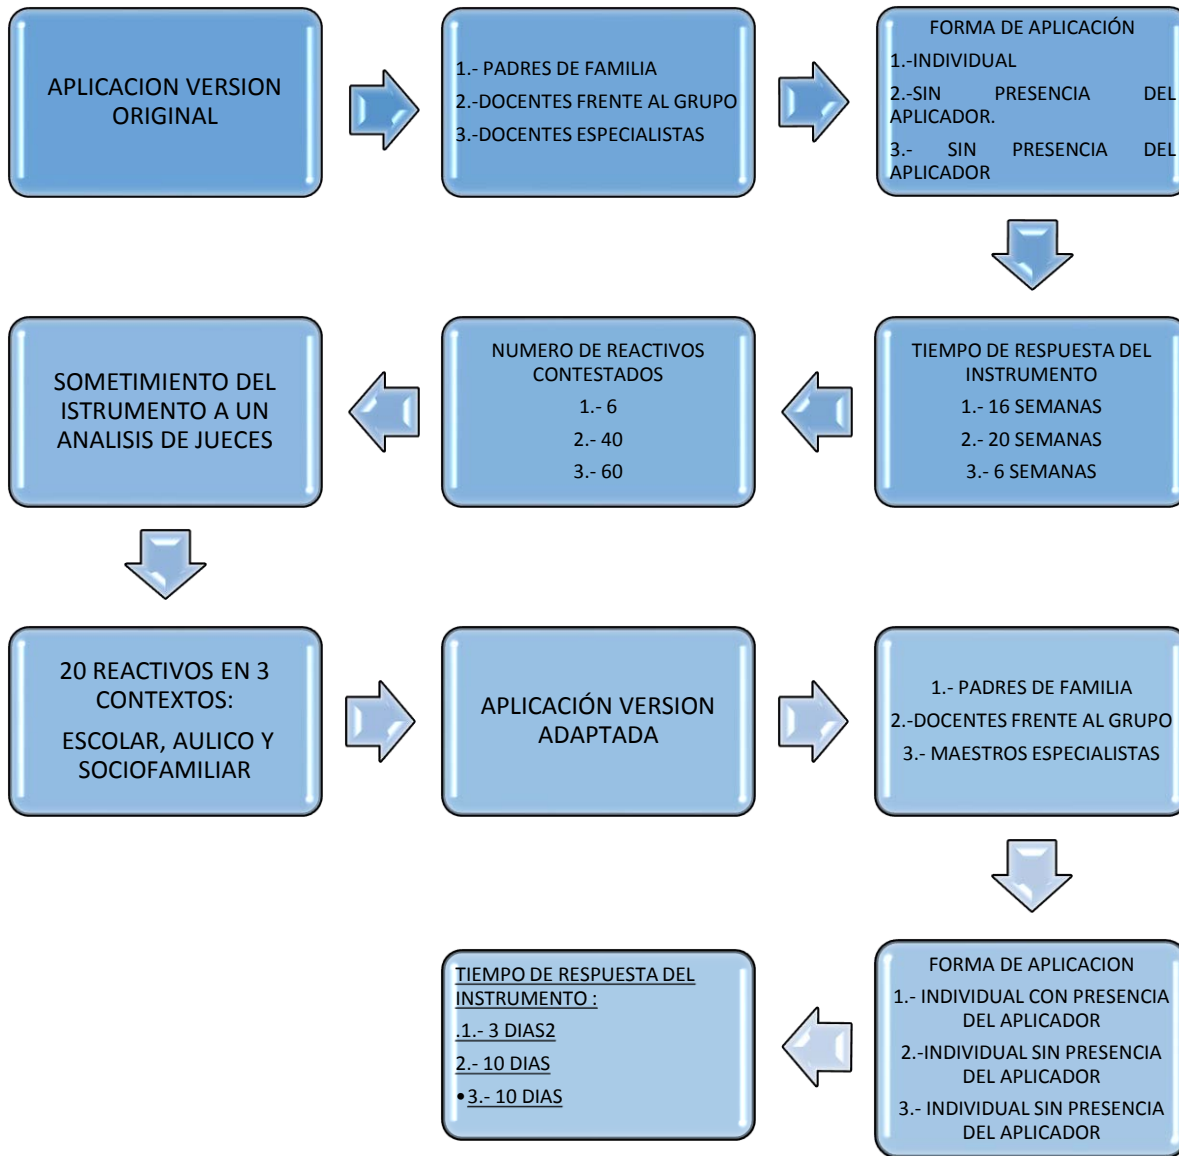 APLICACION VERSION
ORIGINAL
1.- PADRES DE FAMILIA
2.-DOCENTES FRENTE AL GRUPO
3.-DOCENTES ESPECIALISTAS
FORMA DE APLICACIÓN
1.-INDIVIDUAL
2.-SIN PRESENCIA DEL
APLICADOR.
3.- SIN PRESENCIA DEL
APLICADOR
TIEMPO DE RESPUESTA DEL
INSTRUMENTO
1.- 16 SEMANAS
2.- 20 SEMANAS
3.- 6 SEMANAS
NUMERO DE REACTIVOS
CONTESTADOS
1.- 6
2.- 40
3.- 60
SOMETIMIENTO DEL
ISTRUMENTO A UN
ANALISIS DE JUECES
20 REACTIVOS EN 3
CONTEXTOS:
ESCOLAR, AULICO Y
SOCIOFAMILIAR
APLICACIÓN VERSION
ADAPTADA
1.- PADRES DE FAMILIA
2.-DOCENTES FRENTE AL GRUPO
3.- MAESTROS ESPECIALISTAS
FORMA DE APLICACION
1.- INDIVIDUAL CON PRESENCIA
DEL APLICADOR
2.-INDIVIDUAL SIN PRESENCIA
DEL APLICADOR
3.- INDIVIDUAL SIN PRESENCIA
DEL APLICADOR
TIEMPO DE RESPUESTA DEL
INSTRUMENTO :
.1.- 3 DIAS2
2.- 10 DIAS
•3.- 10 DIAS